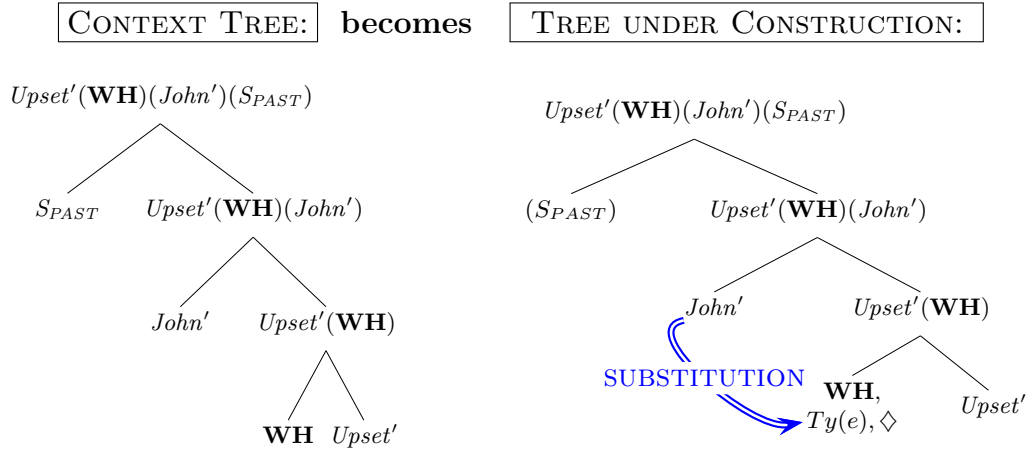 CONTEXT TREE: becomes TREE UNDER CONSTRUCTION:
Upset′(WH)(John′)(S_PAST)
S_PAST Upset′(WH)(John′)
John′ Upset′(WH)
WH Upset′
Upset′(WH)(John′)(S_PAST)
(S_PAST) Upset′(WH)(John′)
John′ Upset′(WH)
SUBSTITUTION
WH,
Ty(e), ♢
Upset′